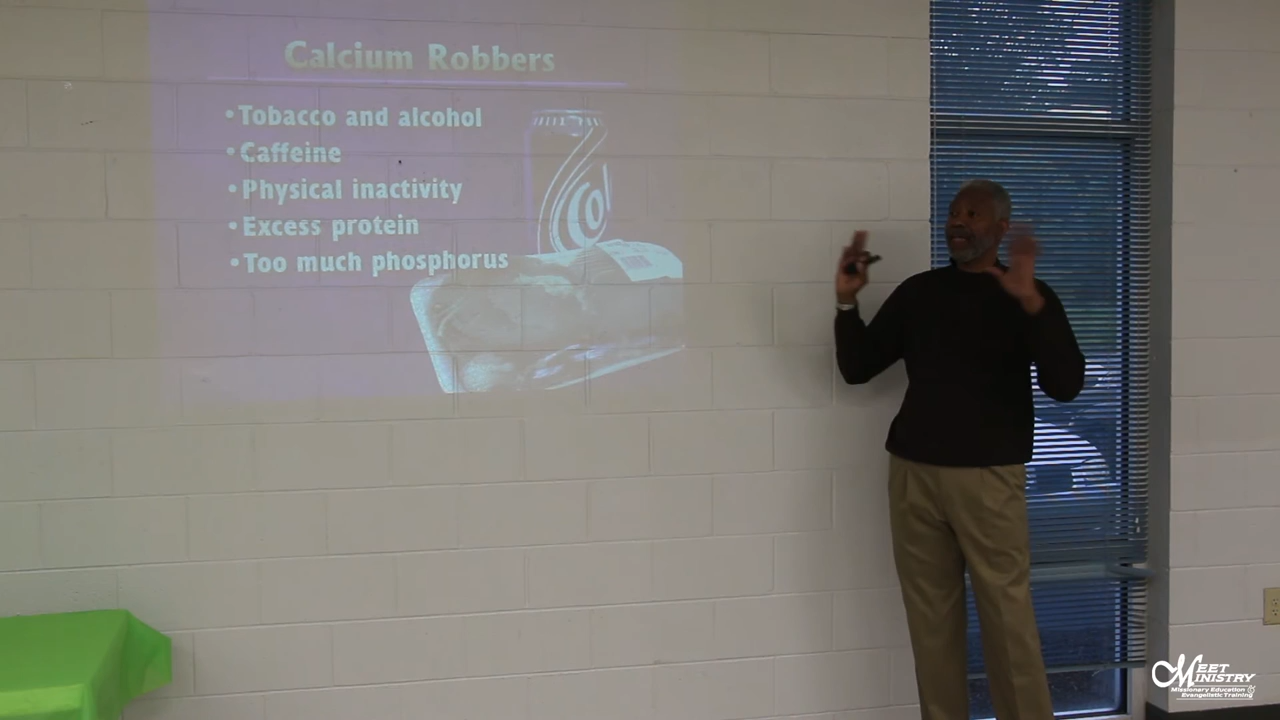 Calcium Robbers
•Tobacco and alcohol
•Caffeine
•Physical inactivity
•Excess protein
•Too much phosphorus
MEET
MINISTRY
Missionary Education &
Evangelistic Training